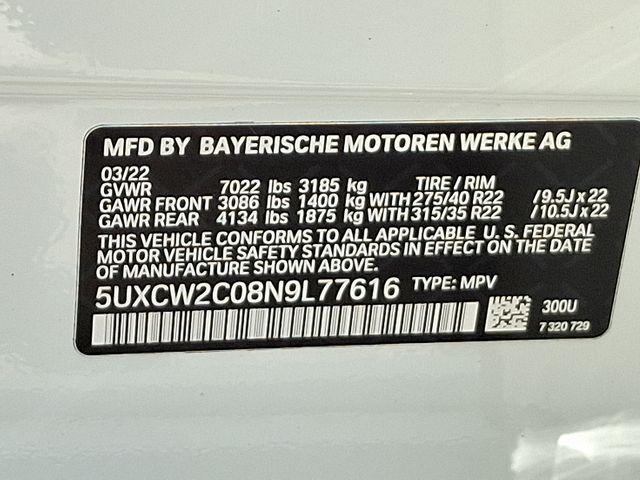 MFD BY BAYERISCHE MOTOREN WERKE AG
03/22
GVWR 7022 lbs 3185 kg TIRE / RIM
GAWR FRONT 3086 lbs 1400 kg WITH 275/40 R22 / 9.5J x 22
GAWR REAR 4134 lbs 1875 kg WITH 315/35 R22 / 10.5J x 22
THIS VEHICLE CONFORMS TO ALL APPLICABLE U. S. FEDERAL
MOTOR VEHICLE SAFETY STANDARDS IN EFFECT ON THE DATE
OF MANUFACTURE SHOWN ABOVE.
5UXCW2C08N9L77616 TYPE: MPV
300U
7 320 729